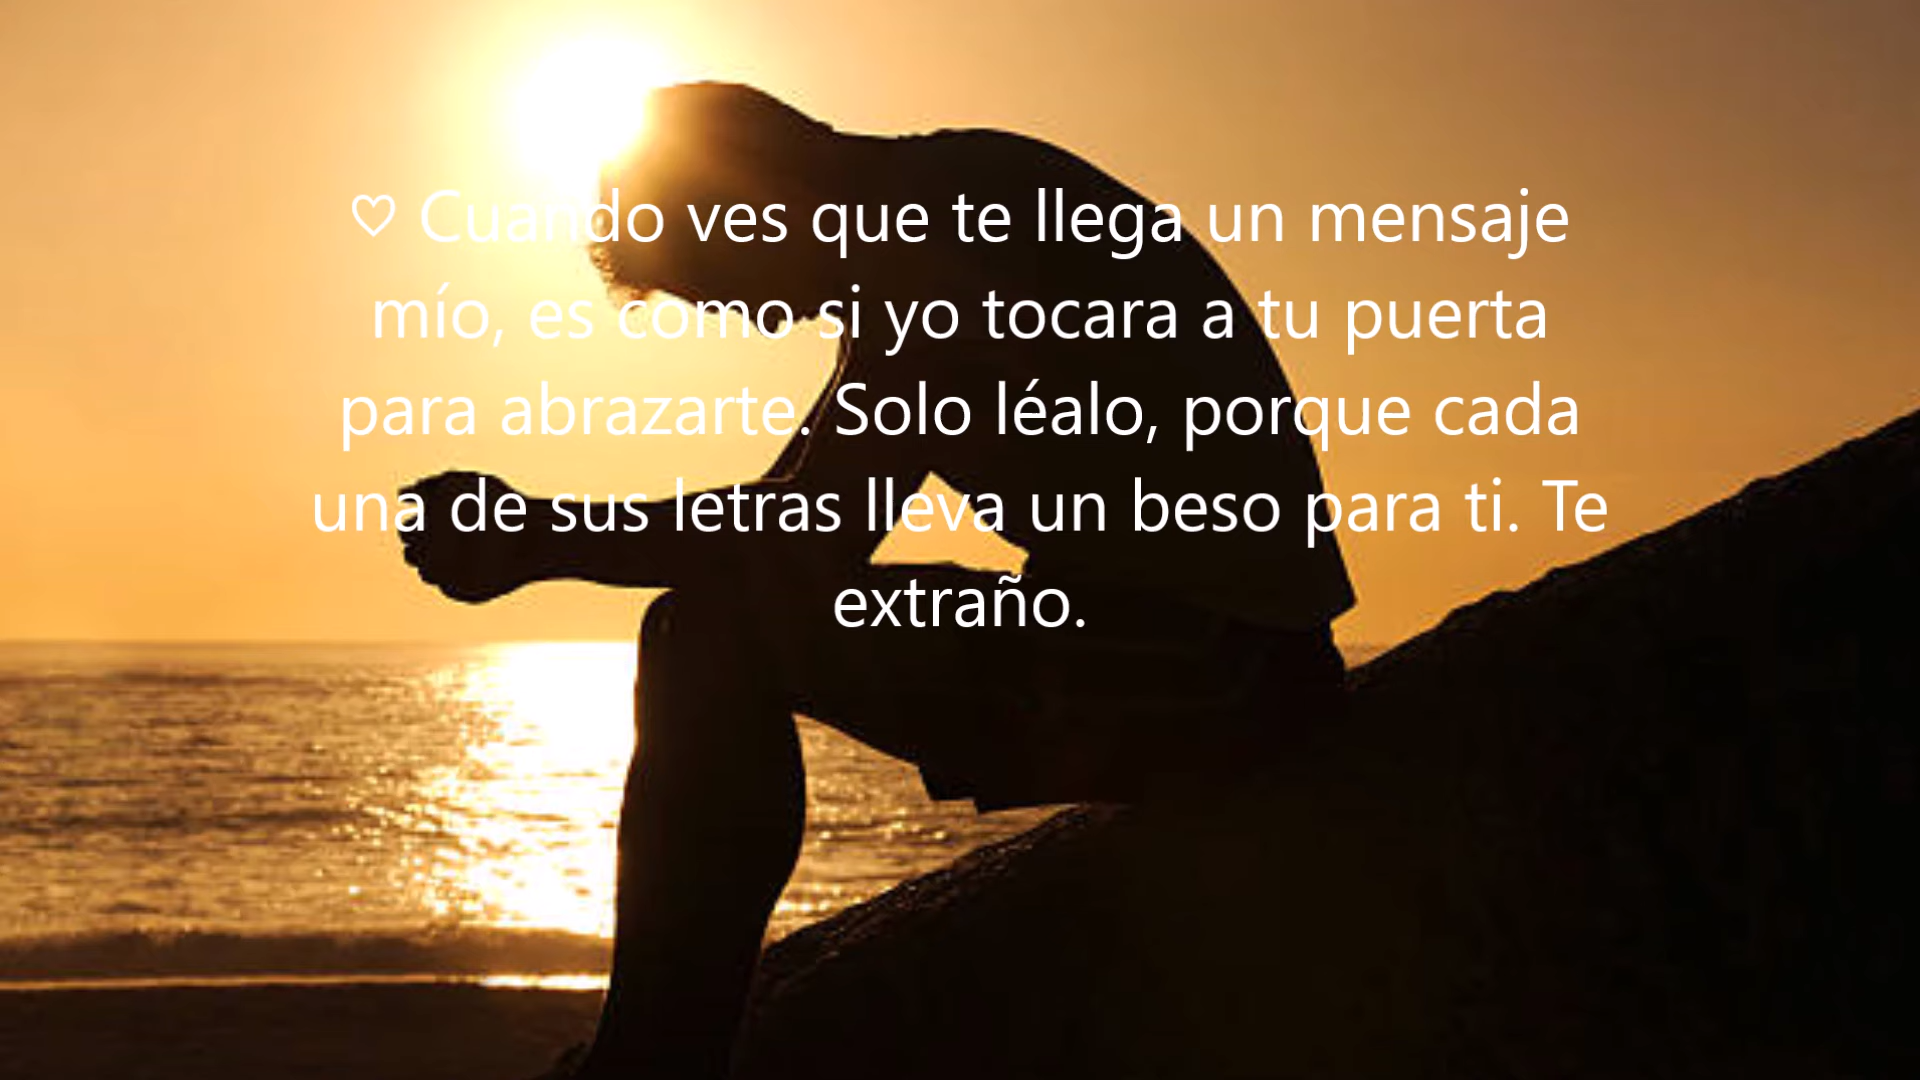 ♡ Cuando ves que te llega un mensaje
mío, es como si yo tocara a tu puerta
para abrazarte. Solo léalo, porque cada
una de sus letras lleva un beso para ti. Te
extraño.